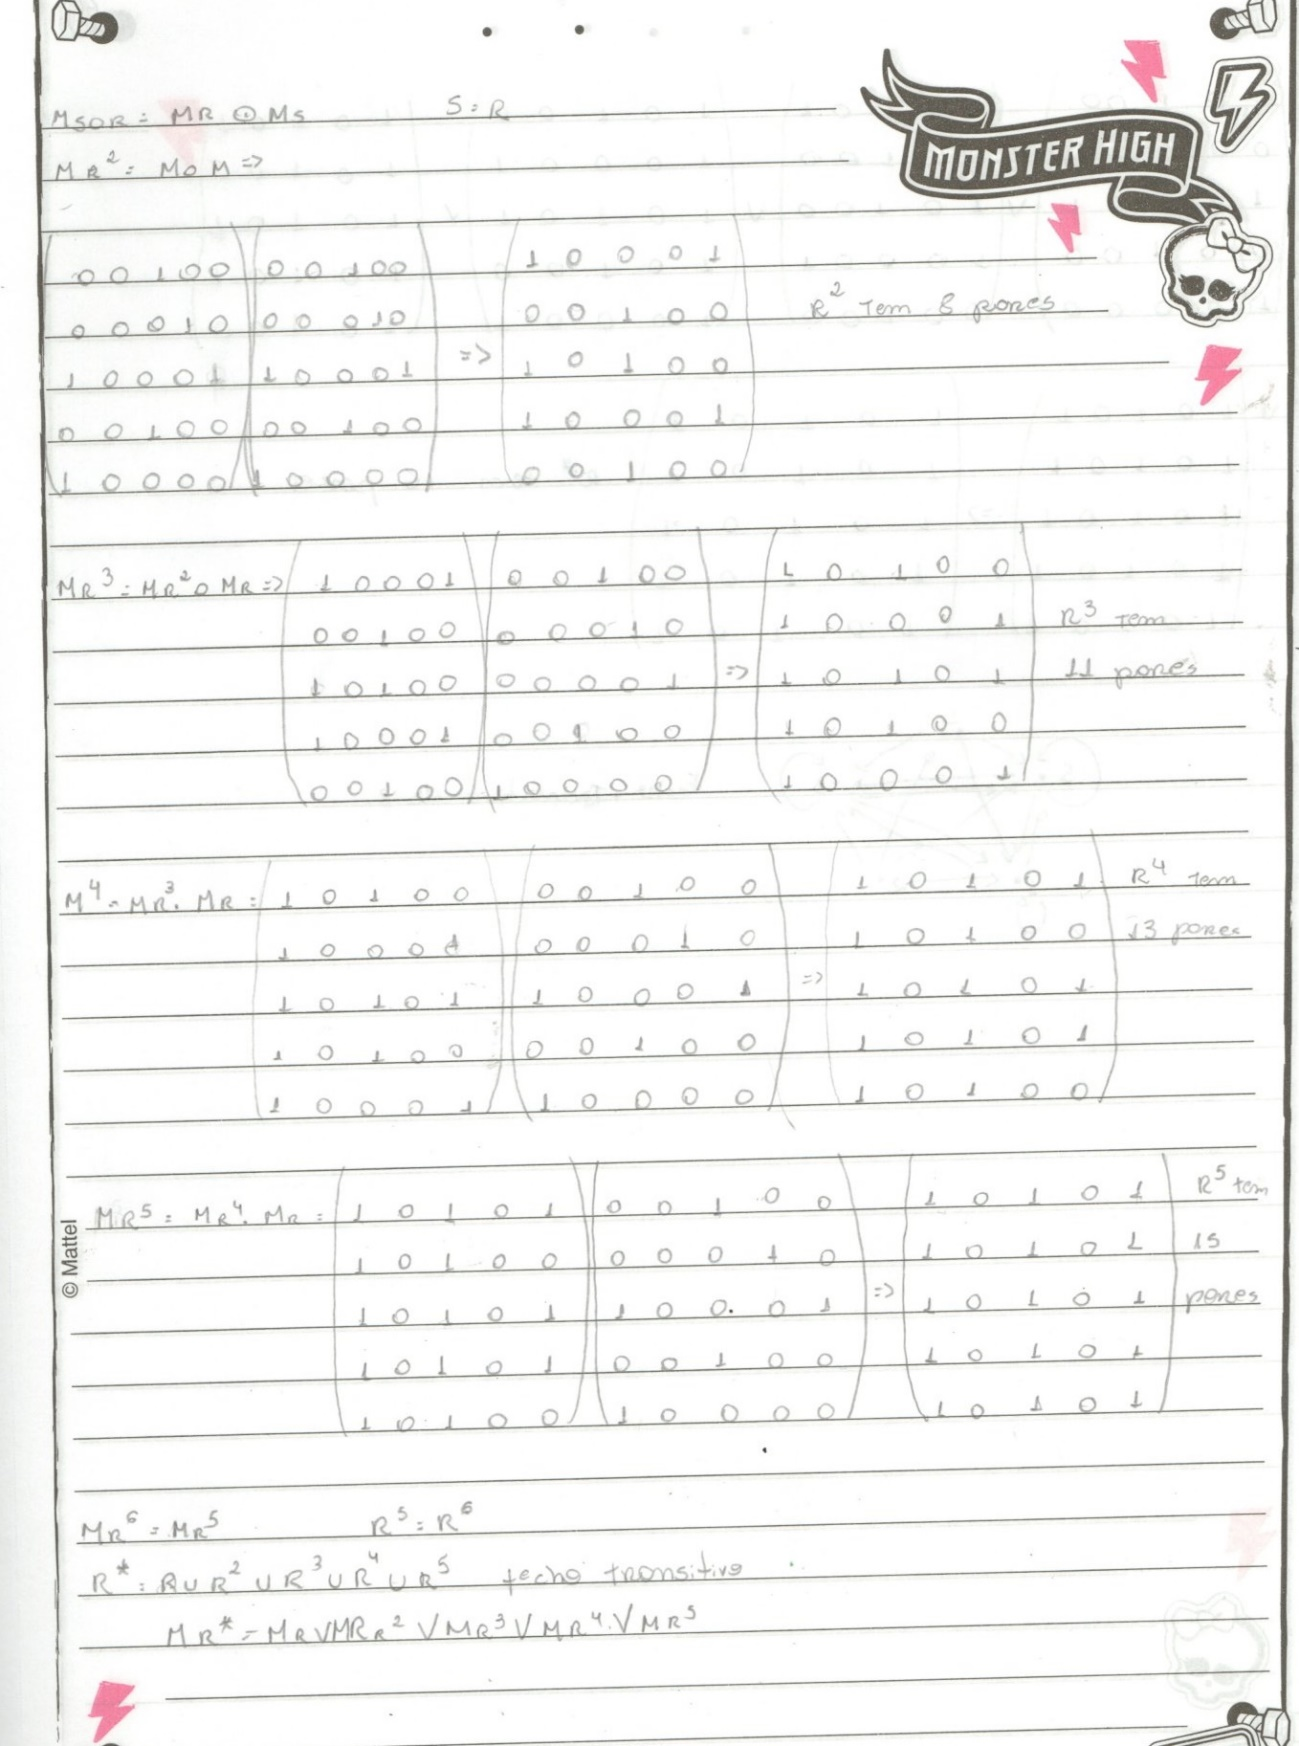 MSOR = MR ⊙ MS S = R
MONSTER HIGH
MR² = M O M =>
0 0 1 0 0 0 0 1 0 0 1 0 0 0 1
0 0 0 1 0 0 0 0 1 0 0 0 1 0 0 R² Tem 8 pares
1 0 0 0 1 1 0 0 0 1 => 1 0 1 0 0
0 0 1 0 0 0 0 1 0 0 1 0 0 0 1
1 0 0 0 0 1 0 0 0 0 0 0 1 0 0
MR³ = MR² O MR => 1 0 0 0 1 0 0 1 0 0 1 0 1 0 0
0 0 1 0 0 0 0 0 1 0 1 0 0 0 1 R³ Tem
1 0 1 0 0 0 0 0 0 1 => 1 0 1 0 1 11 pares
1 0 0 0 1 0 0 1 0 0 1 0 1 0 0
0 0 1 0 0 1 0 0 0 0 1 0 0 0 1
M⁴ = MR³. MR = 1 0 1 0 0 0 0 1 0 0 1 0 1 0 1 R⁴ Tem
1 0 0 0 1 0 0 0 1 0 1 0 1 0 0 13 pares
1 0 1 0 1 1 0 0 0 1 => 1 0 1 0 1
1 0 1 0 0 0 0 1 0 0 1 0 1 0 1
1 0 0 0 1 1 0 0 0 0 1 0 1 0 0
MR⁵ = MR⁴. MR = 1 0 1 0 1 0 0 1 0 0 1 0 1 0 1 R⁵ tem
1 0 1 0 0 0 0 0 1 0 1 0 1 0 1 15
1 0 1 0 1 1 0 0. 0 1 => 1 0 1 0 1 pares
1 0 1 0 1 0 0 1 0 0 1 0 1 0 1
1 0 1 0 0 1 0 0 0 0 1 0 1 0 1
© Mattel
MR⁶ = MR⁵ R⁵ = R⁶
R* = R ∪ R² ∪ R³ ∪ R⁴ ∪ R⁵ fecho transitivo
MR* = MR V MRR² V MR³ V MR⁴. V MR⁵